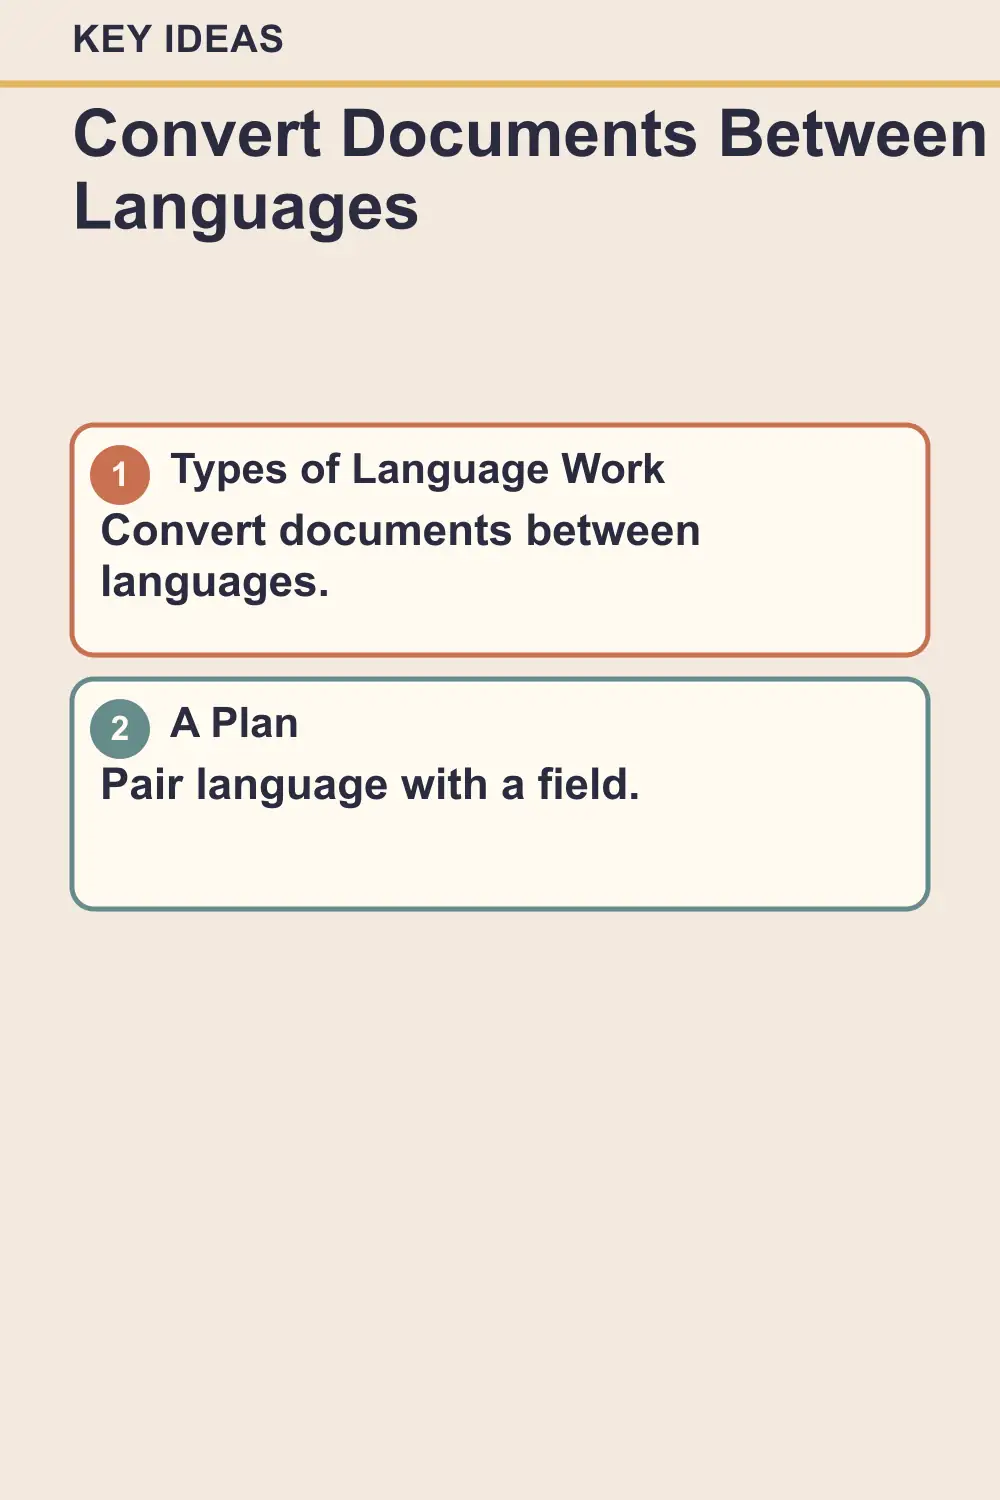 KEY IDEAS
Convert Documents Between
Languages
1 Types of Language Work
Convert documents between
languages.
2 A Plan
Pair language with a field.